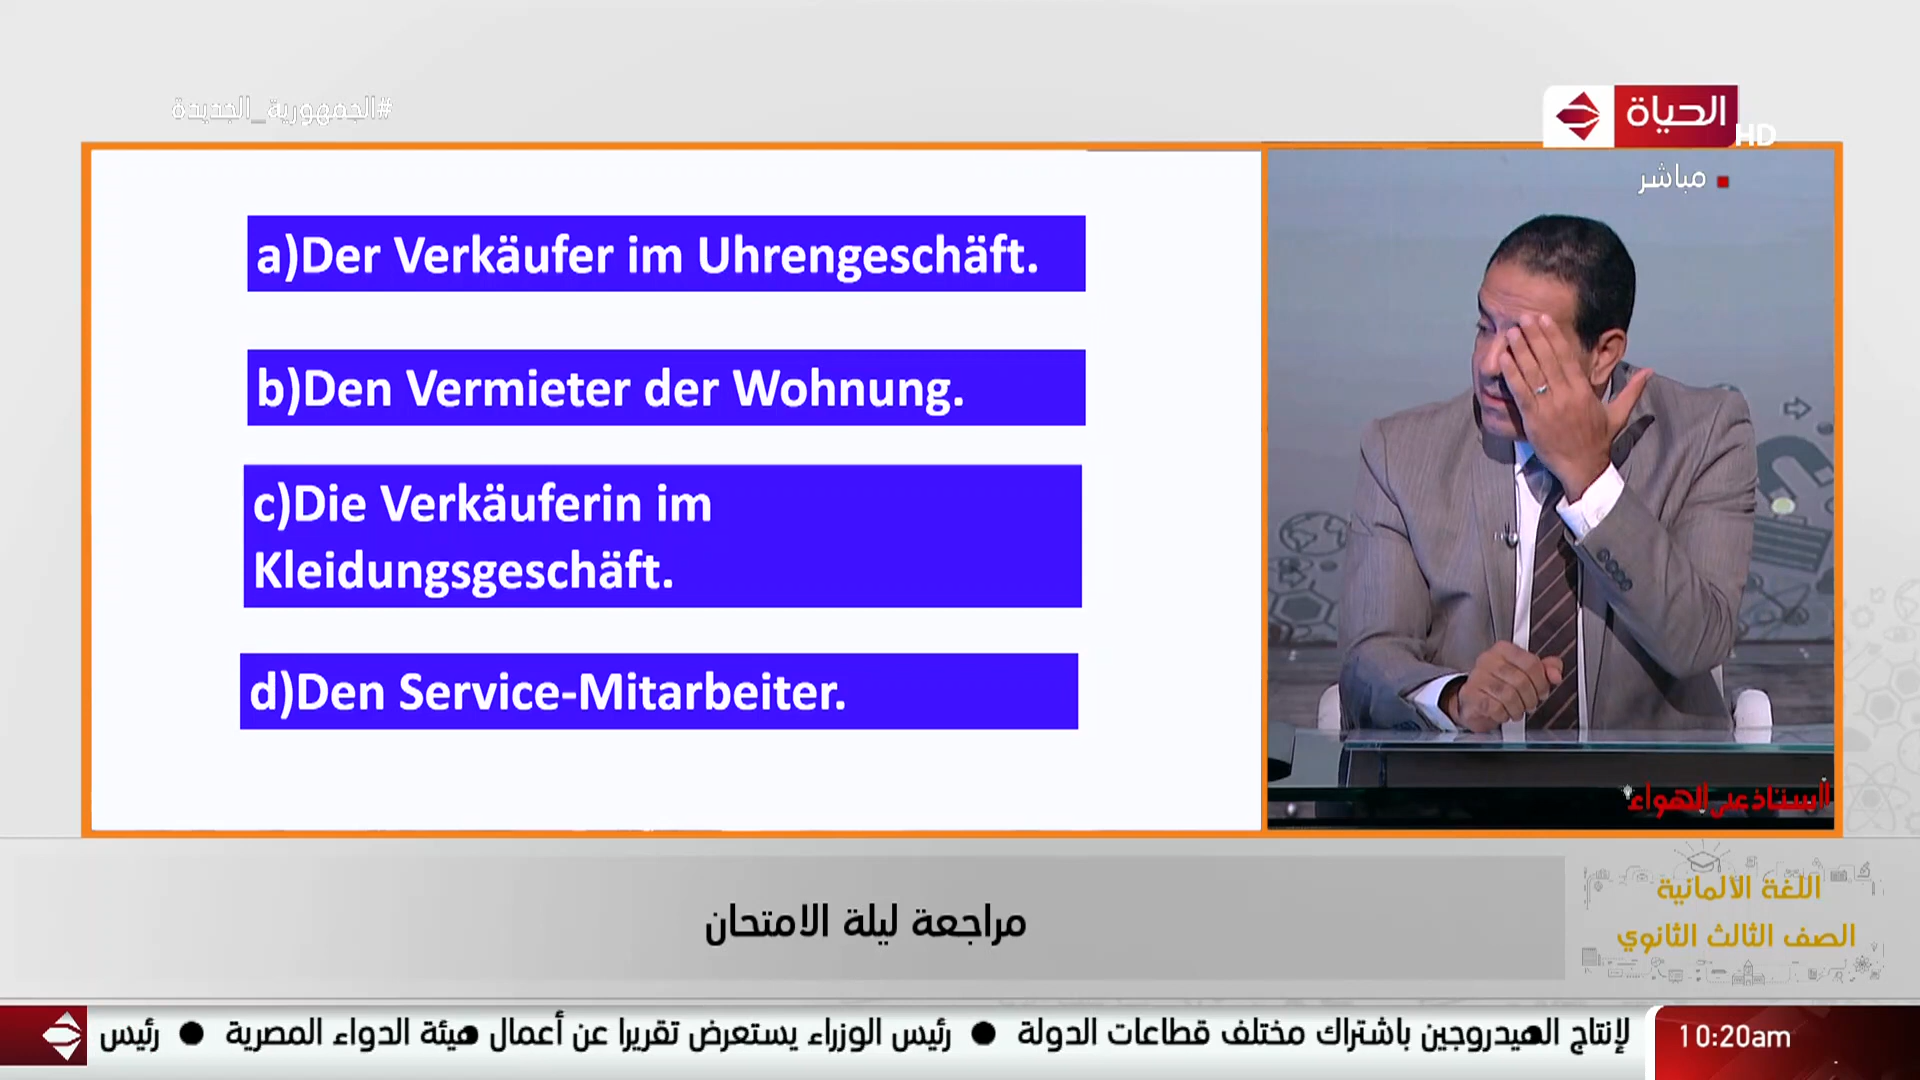 #الجمهورية_الجديدة
الحياة
HD
مباشر
a)Der Verkäufer im Uhrengeschäft.
b)Den Vermieter der Wohnung.
c)Die Verkäuferin im
Kleidungsgeschäft.
d)Den Service-Mitarbeiter.
الأستاذ على الهواء
اللغة الالمانية
الصف الثالث الثانوي
مراجعة ليلة الامتحان
لإنتاج الهيدروجين باشتراك مختلف قطاعات الدولة ● رئيس الوزراء يستعرض تقريرا عن أعمال هيئة الدواء المصرية ● رئيس
10:20am